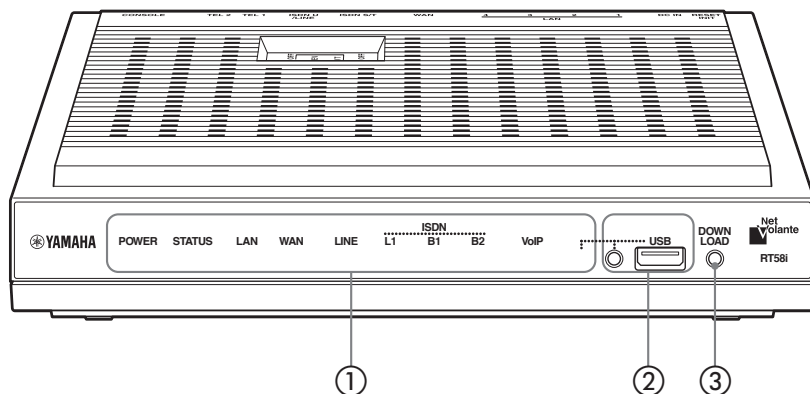 CONSOLE TEL 2 TEL 1 ISDN U /LINE ISDN S/T WAN 4 3 2 1 LAN DC IN RESET INIT
YAMAHA
POWER STATUS LAN WAN LINE
ISDN
L1 B1 B2
VoIP
USB
DOWN
LOAD
Net
Volante
RT58i
① ② ③